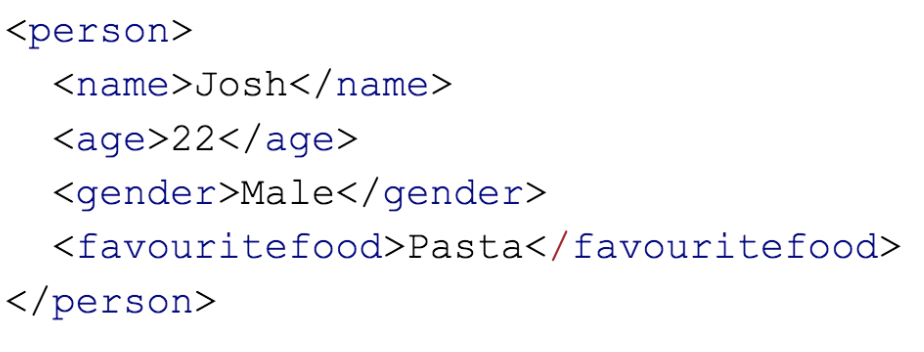 <person>
  <name>Josh</name>
  <age>22</age>
  <gender>Male</gender>
  <favouritefood>Pasta</favouritefood>
</person>